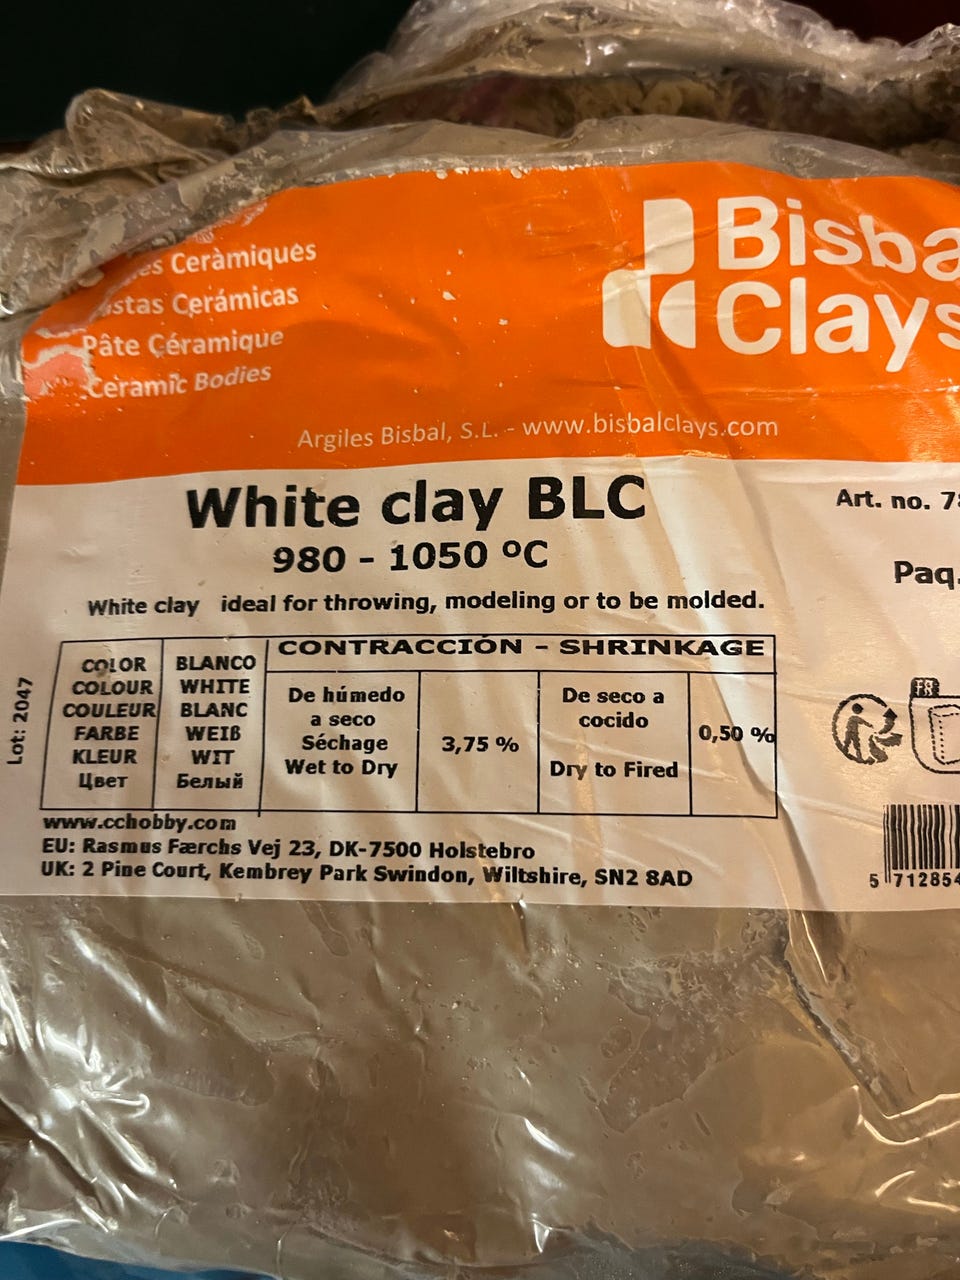 es Ceràmiques
stas Cerámicas
Pâte Céramique
Ceramic Bodies
Bisba
Clays
Argiles Bisbal, S.L. - www.bisbalclays.com
White clay BLC
980 - 1050 ºC
White clay ideal for throwing, modeling or to be molded.
Art. no. 7
Paq.
Lot: 2047
COLOR BLANCO
COLOUR WHITE
COULEUR BLANC
FARBE WEIß
KLEUR WIT
Цвет Белый
CONTRACCIÓN - SHRINKAGE
De húmedo
a seco
Séchage
Wet to Dry
3,75 %
De seco a
cocido
Dry to Fired
0,50 %
FR
www.cchobby.com
EU: Rasmus Færchs Vej 23, DK-7500 Holstebro
UK: 2 Pine Court, Kembrey Park Swindon, Wiltshire, SN2 8AD
5 712854